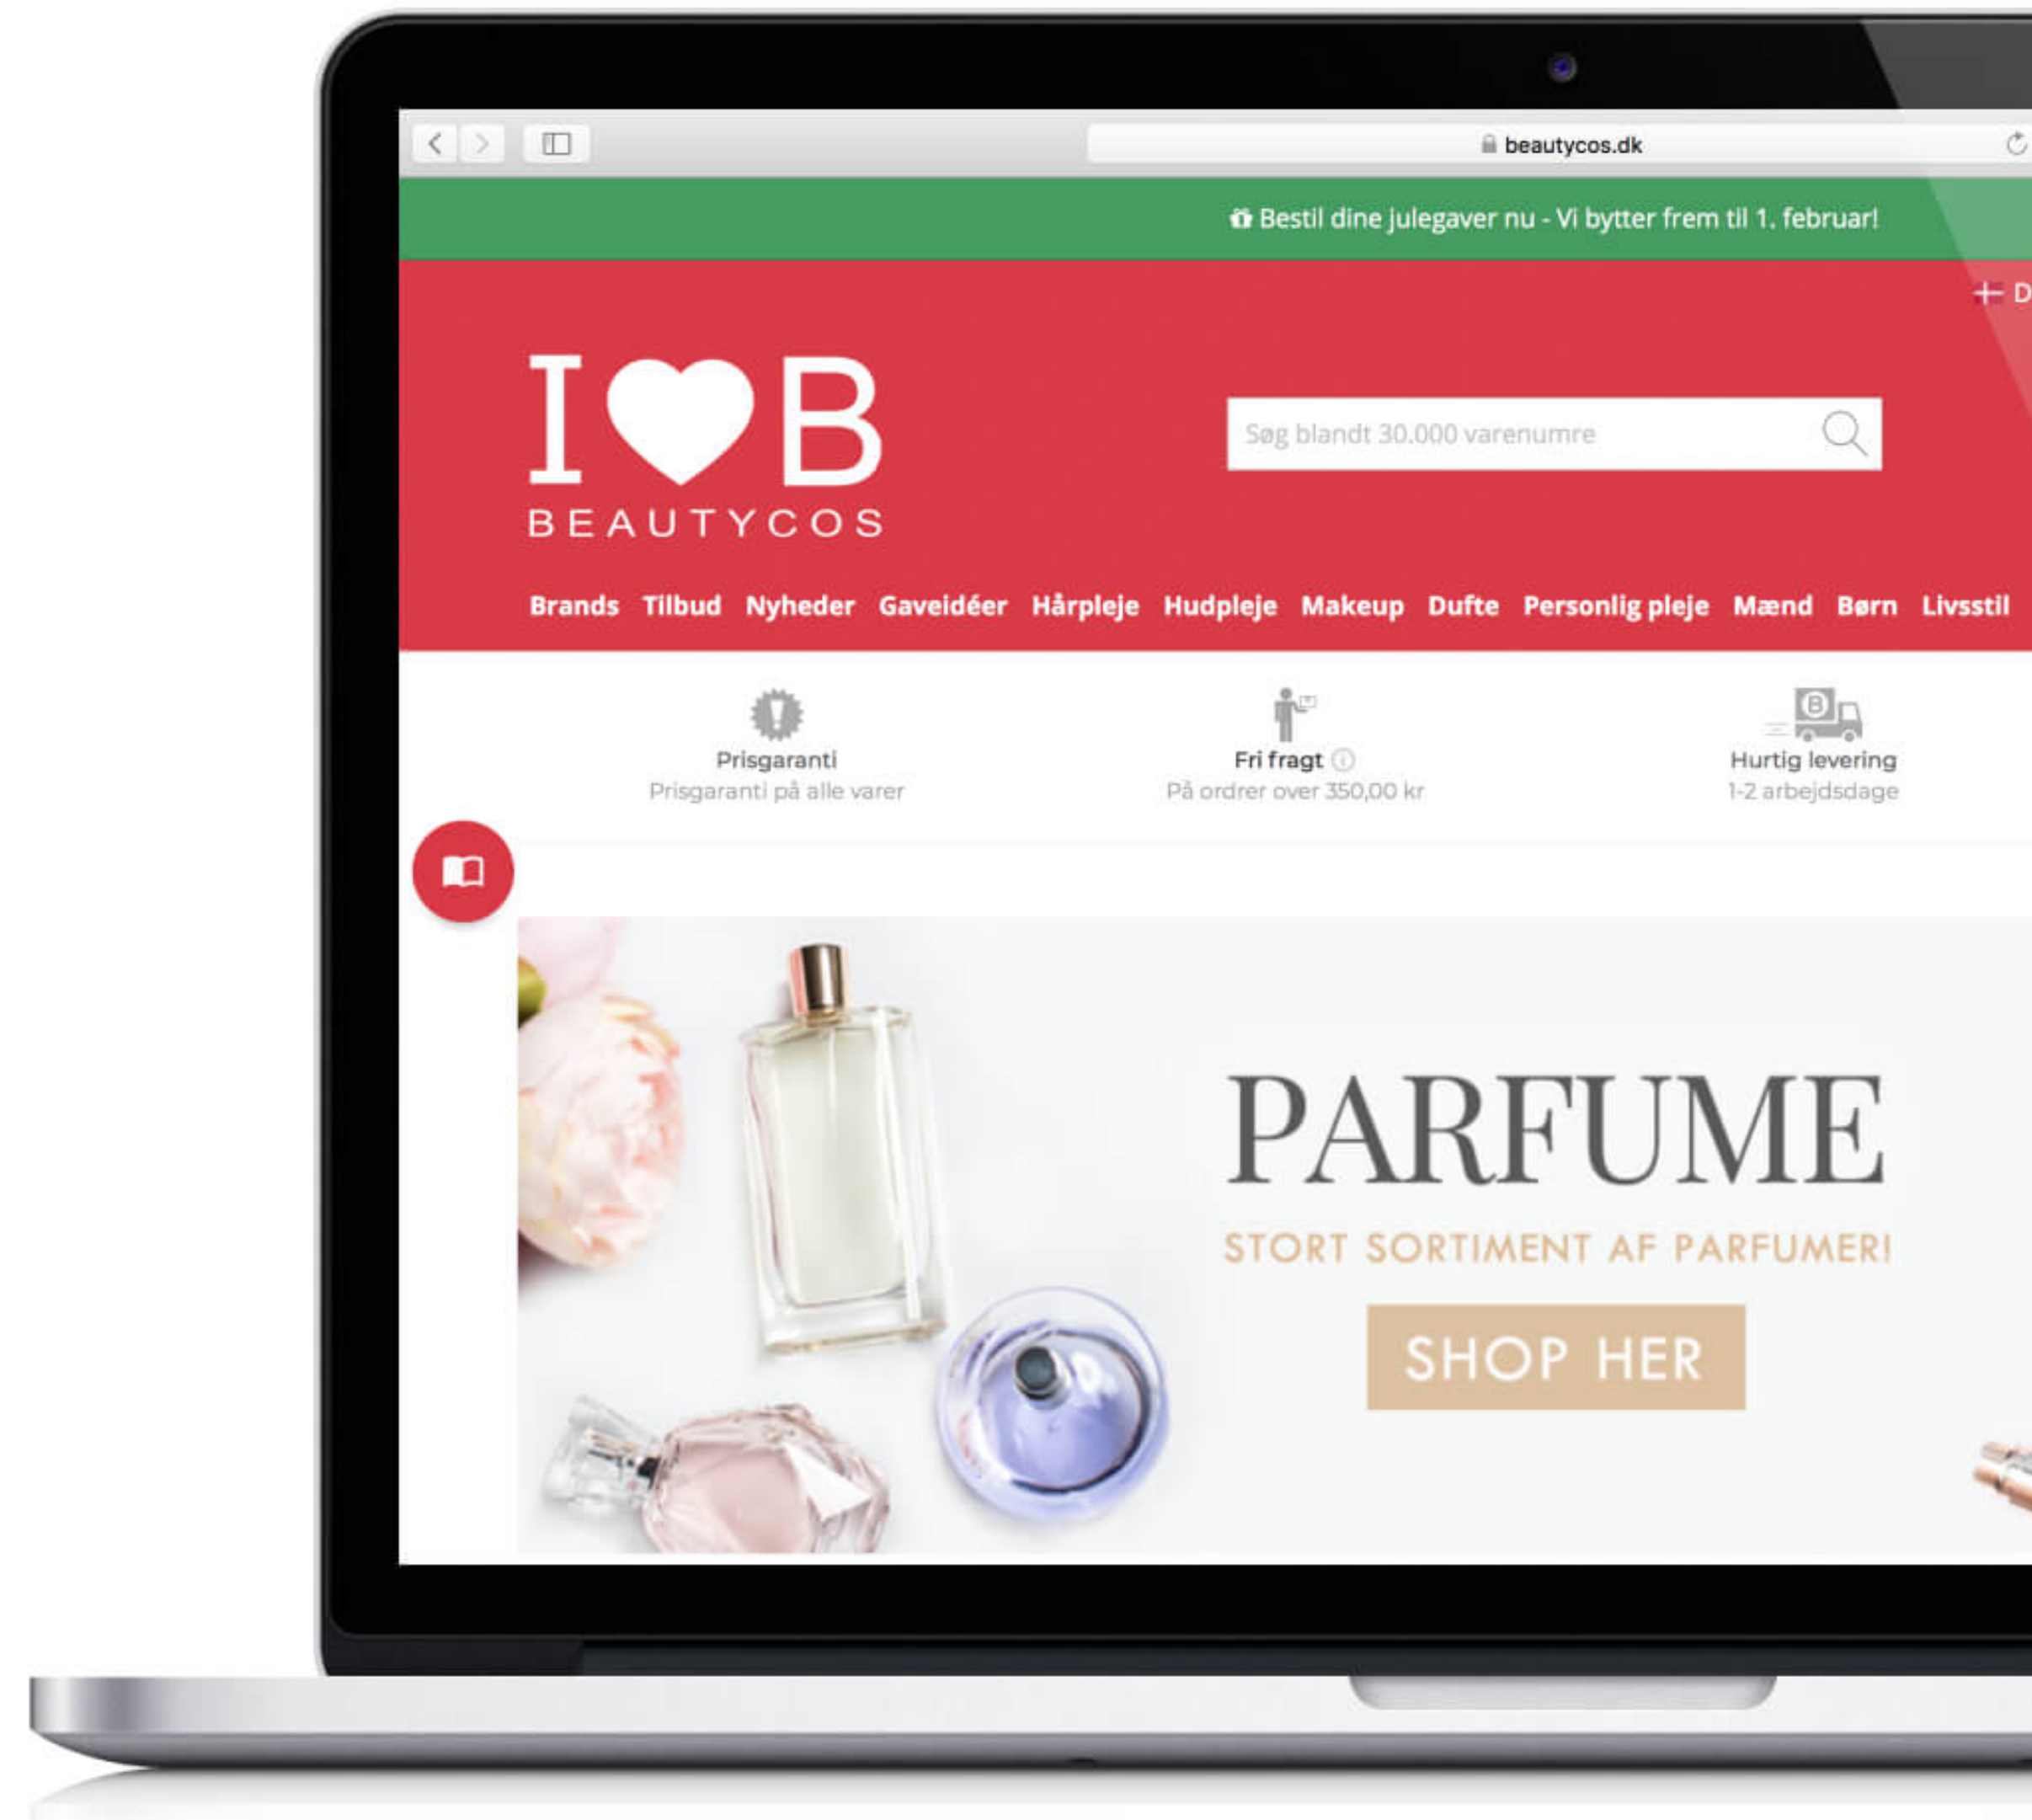 beautycos.dk
Bestil dine julegaver nu - Vi bytter frem til 1. februar!
D
I B
BEAUTYCOS
Søg blandt 30.000 varenumre
Brands Tilbud Nyheder Gaveidéer Hårpleje Hudpleje Makeup Dufte Personlig pleje Mænd Børn Livsstil
B
Prisgaranti
Prisgaranti på alle varer
Fri fragt
På ordrer over 350,00 kr
Hurtig levering
1-2 arbejdsdage
PARFUME
STORT SORTIMENT AF PARFUMER!
SHOP HER